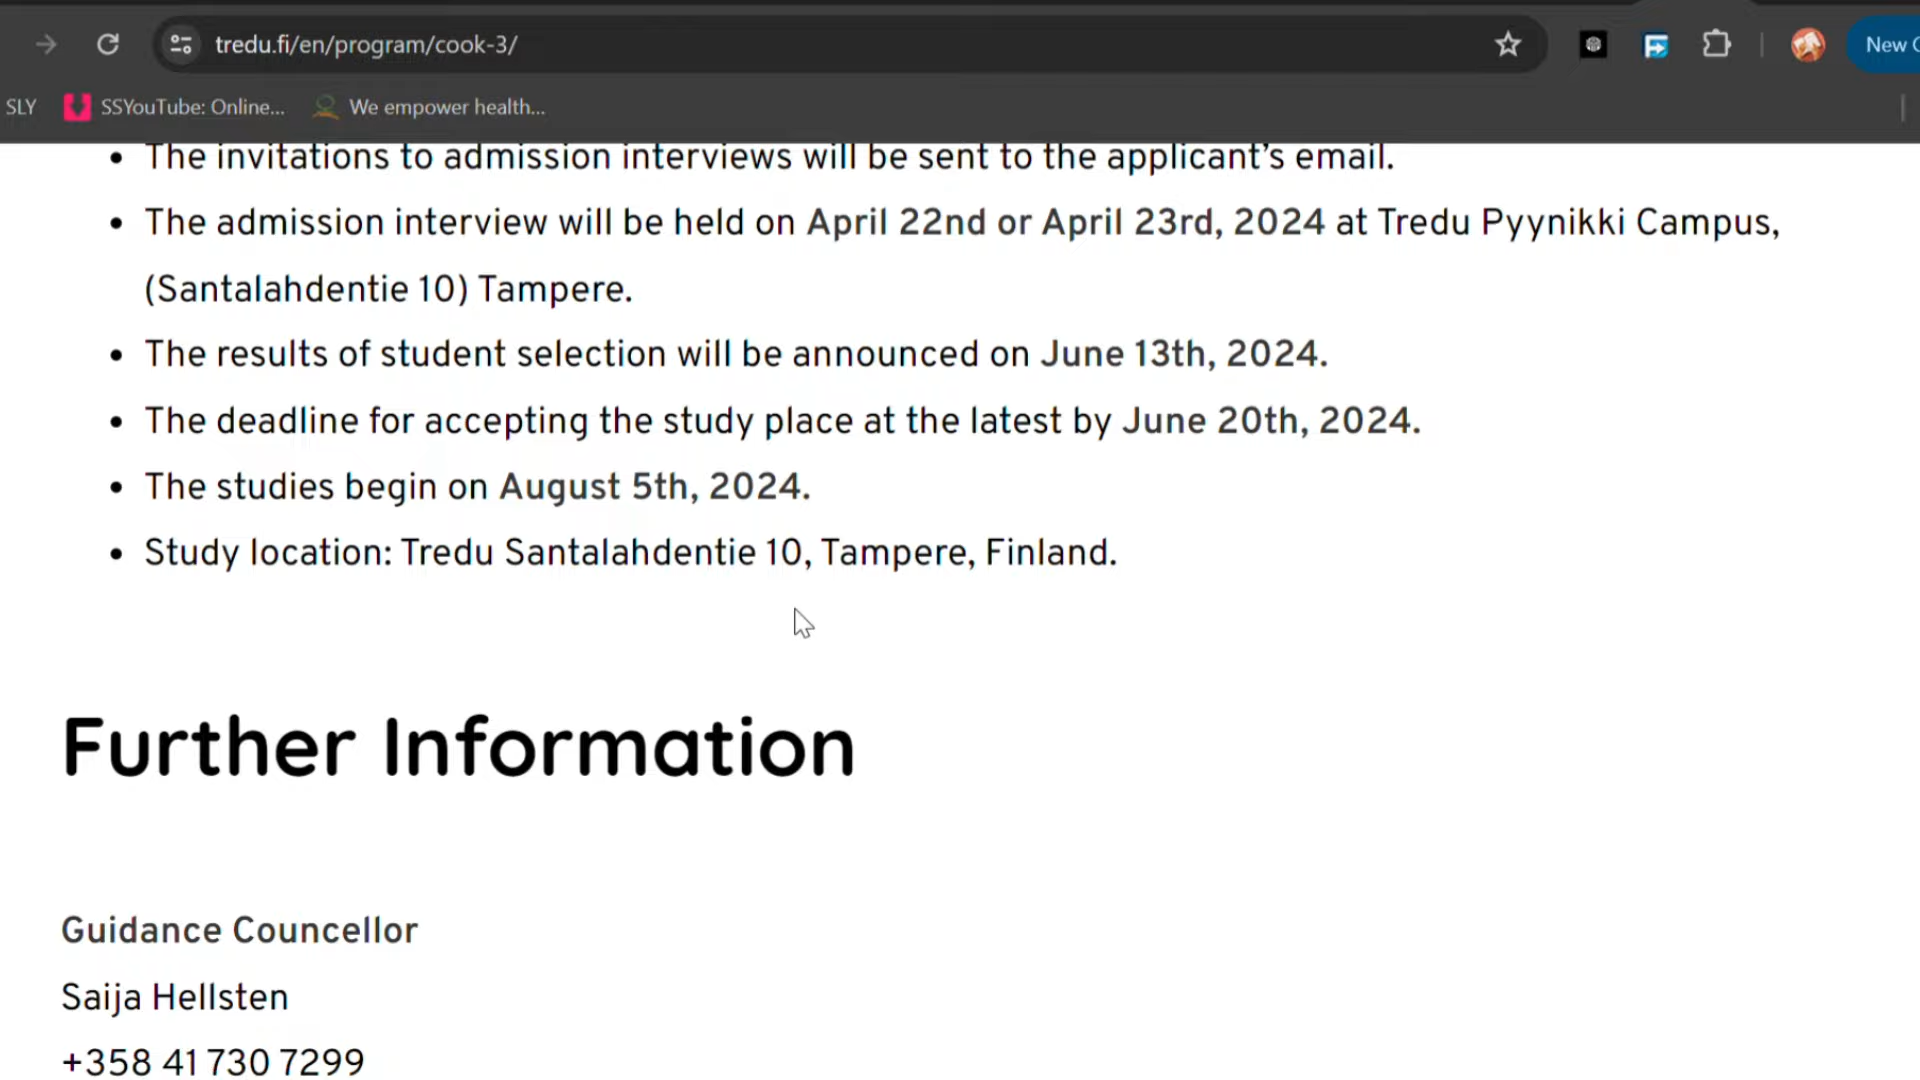 tredu.fi/en/program/cook-3/
New
SLY
SSYouTube: Online...
We empower health...
• The invitations to admission interviews will be sent to the applicant’s email.
• The admission interview will be held on April 22nd or April 23rd, 2024 at Tredu Pyynikki Campus,
(Santalahdentie 10) Tampere.
• The results of student selection will be announced on June 13th, 2024.
• The deadline for accepting the study place at the latest by June 20th, 2024.
• The studies begin on August 5th, 2024.
• Study location: Tredu Santalahdentie 10, Tampere, Finland.
Further Information
Guidance Councellor
Saija Hellsten
+358 41 730 7299